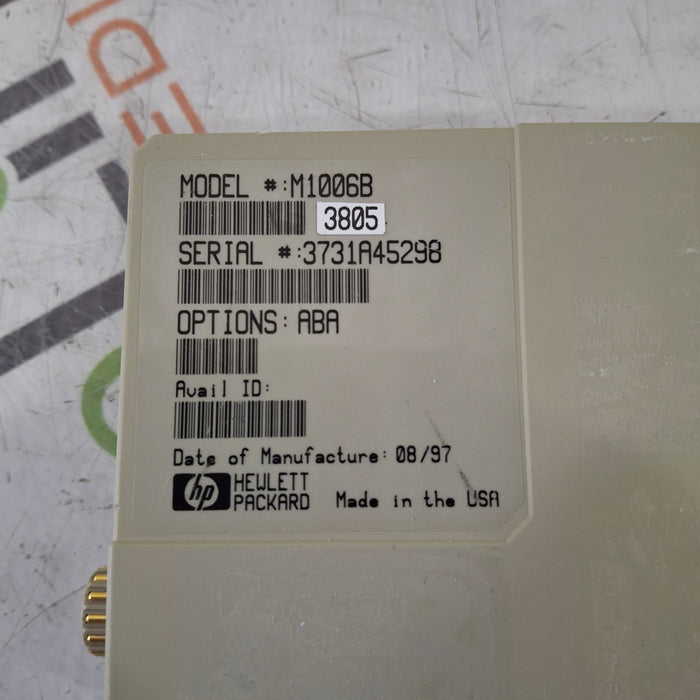 MODEL #:M1006B
3805
SERIAL #:3731A45298
OPTIONS: ABA
Avail ID:
Date of Manufacture: 08/97
hp HEWLETT
PACKARD Made in the USA